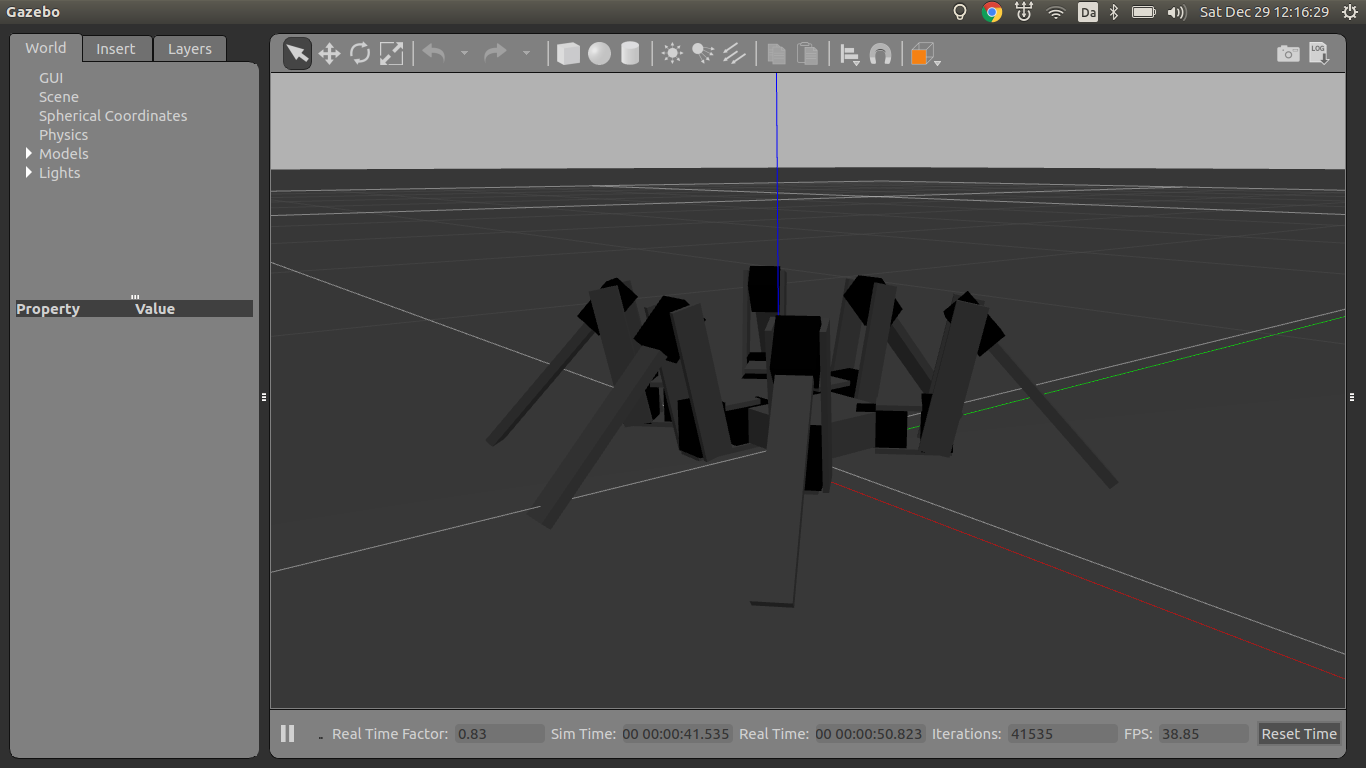 Gazebo
Da
Sat Dec 29 12:16:29
World Insert Layers
LOG
GUI
Scene
Spherical Coordinates
Physics
Models
Lights
Property Value
Real Time Factor: 0.83 Sim Time: 00 00:00:41.535 Real Time: 00 00:00:50.823 Iterations: 41535 FPS: 38.85 Reset Time